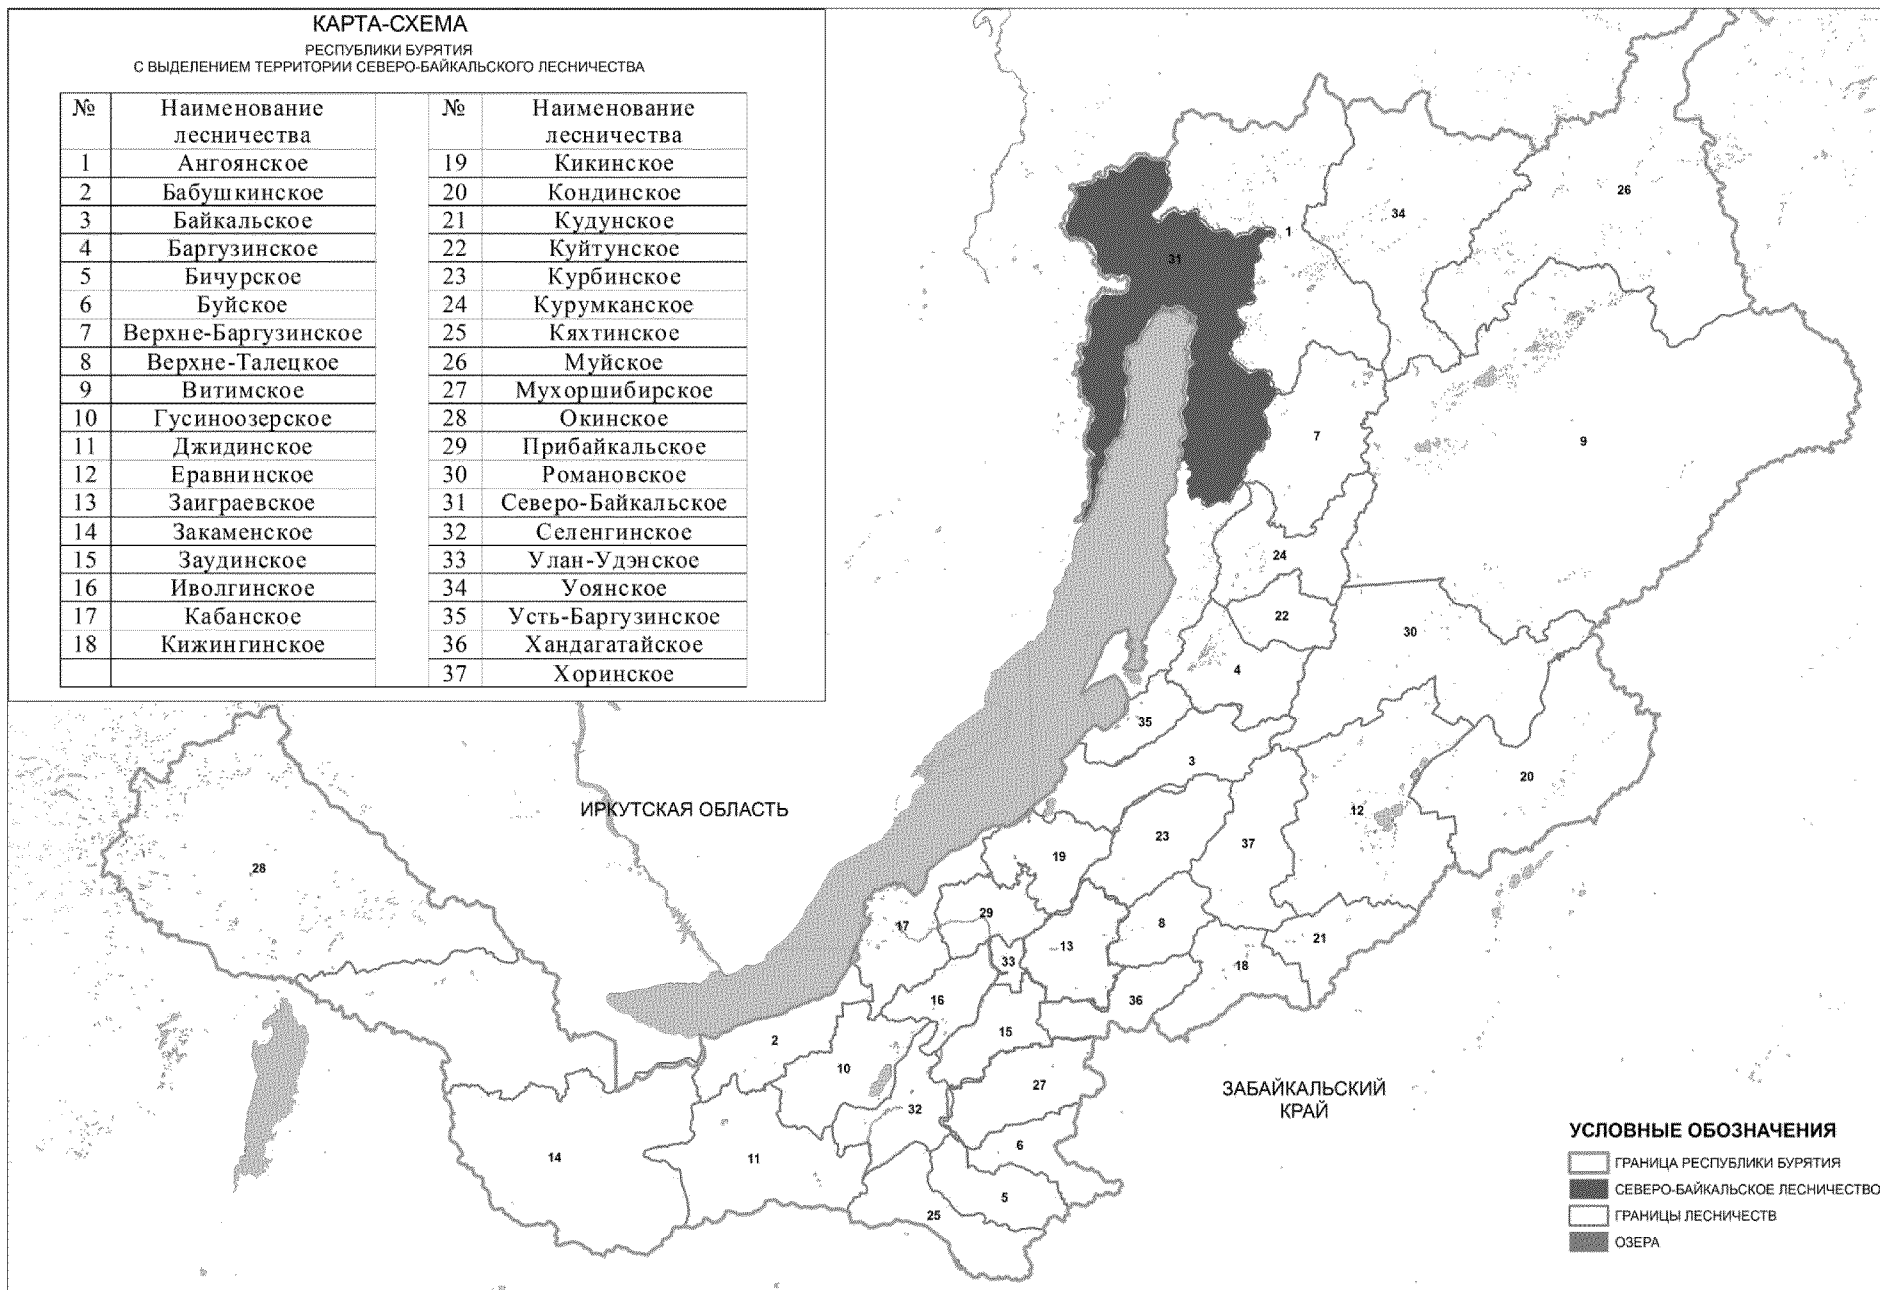 КАРТА-СХЕМА
РЕСПУБЛИКИ БУРЯТИЯ
С ВЫДЕЛЕНИЕМ ТЕРРИТОРИИ СЕВЕРО-БАЙКАЛЬСКОГО ЛЕСНИЧЕСТВА
№ Наименование лесничества № Наименование лесничества
1 Ангоянское 19 Кикинское
2 Бабушкинское 20 Кондинское
3 Байкальское 21 Кудунское
4 Баргузинское 22 Куйтунское
5 Бичурское 23 Курбинское
6 Буйское 24 Курумканское
7 Верхне-Баргузинское 25 Кяхтинское
8 Верхне-Талецкое 26 Муйское
9 Витимское 27 Мухоршибирское
10 Гусиноозерское 28 Окинское
11 Джидинское 29 Прибайкальское
12 Еравнинское 30 Романовское
13 Заиграевское 31 Северо-Байкальское
14 Закаменское 32 Селенгинское
15 Заудинское 33 Улан-Удэнское
16 Иволгинское 34 Уоянское
17 Кабанское 35 Усть-Баргузинское
18 Кижингинское 36 Хандагатайское
37 Хоринское
26
34
1
31
7
9
24
22
30
4
35
3
20
12
23
37
19
28
29
17
8
13
21
18
33
16
36
15
2
10
27
32
6
14
11
5
25
ИРКУТСКАЯ ОБЛАСТЬ
ЗАБАЙКАЛЬСКИЙ
КРАЙ
УСЛОВНЫЕ ОБОЗНАЧЕНИЯ
ГРАНИЦА РЕСПУБЛИКИ БУРЯТИЯ
СЕВЕРО-БАЙКАЛЬСКОЕ ЛЕСНИЧЕСТВО
ГРАНИЦЫ ЛЕСНИЧЕСТВ
ОЗЕРА